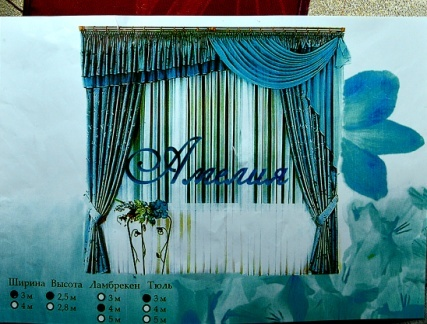 Амелия
Ширина Высота Ламбрекен Тюль
3 м 2,5 м 3 м 3 м
4 м 2,8 м 4 м 4 м
5 м 5 м